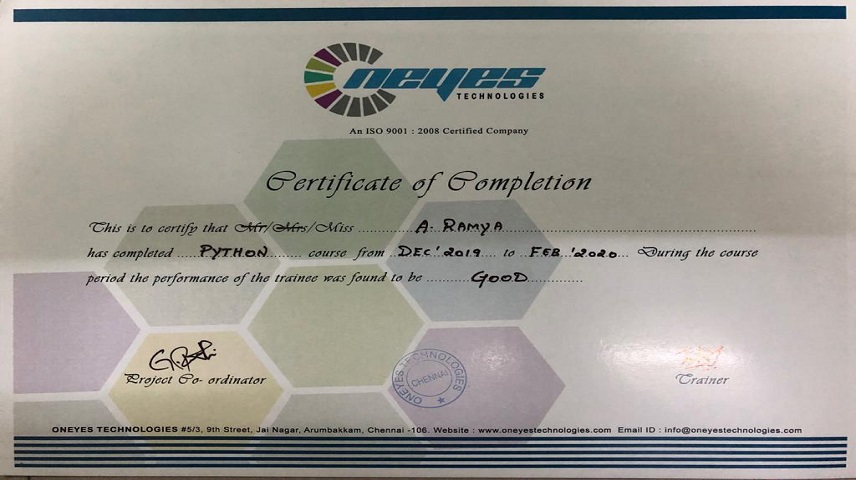 Oneyes
TECHNOLOGIES
An ISO 9001 : 2008 Certified Company
Certificate of Completion
This is to certify that Mr/Mrs/Miss ........ A. RAMYA ........
has completed .... PYTHON ...... course from .. DEC' 2019 ... to ... FEB '2020 ... During the course
period the performance of the trainee was found to be .......... GOOD ............
Project Co- ordinator
ONEYES TECHNOLOGIES
CHENNAI
Trainer
ONEYES TECHNOLOGIES #5/3, 9th Street, Jai Nagar, Arumbakkam, Chennai -106. Website : www.oneyestechnologies.com Email ID : info@oneyestechnologies.com